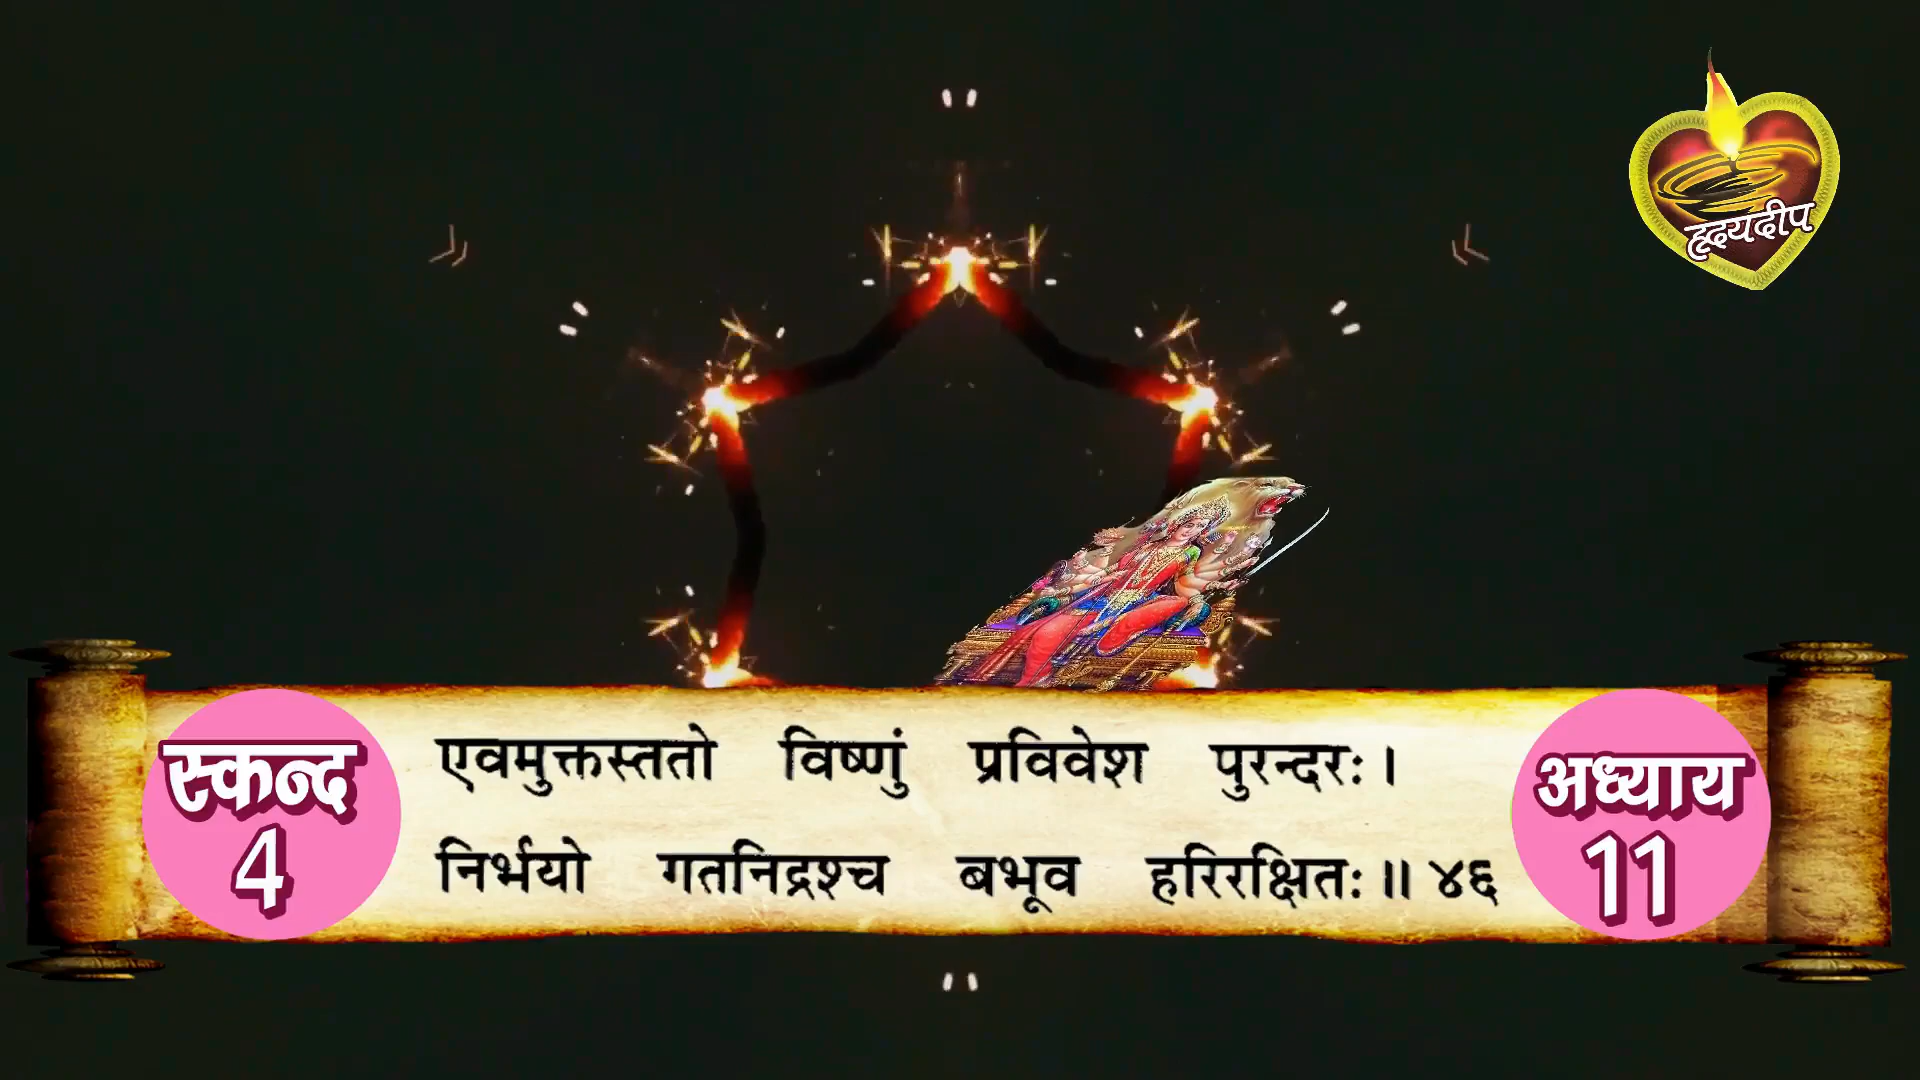 हृदयदीप
स्कन्द
4
एवमुक्तस्ततो विष्णुं प्रविवेश पुरन्दरः ।
निर्भयो गतनिद्रश्च बभूव हरिरक्षितः ॥ ४६
अध्याय
11